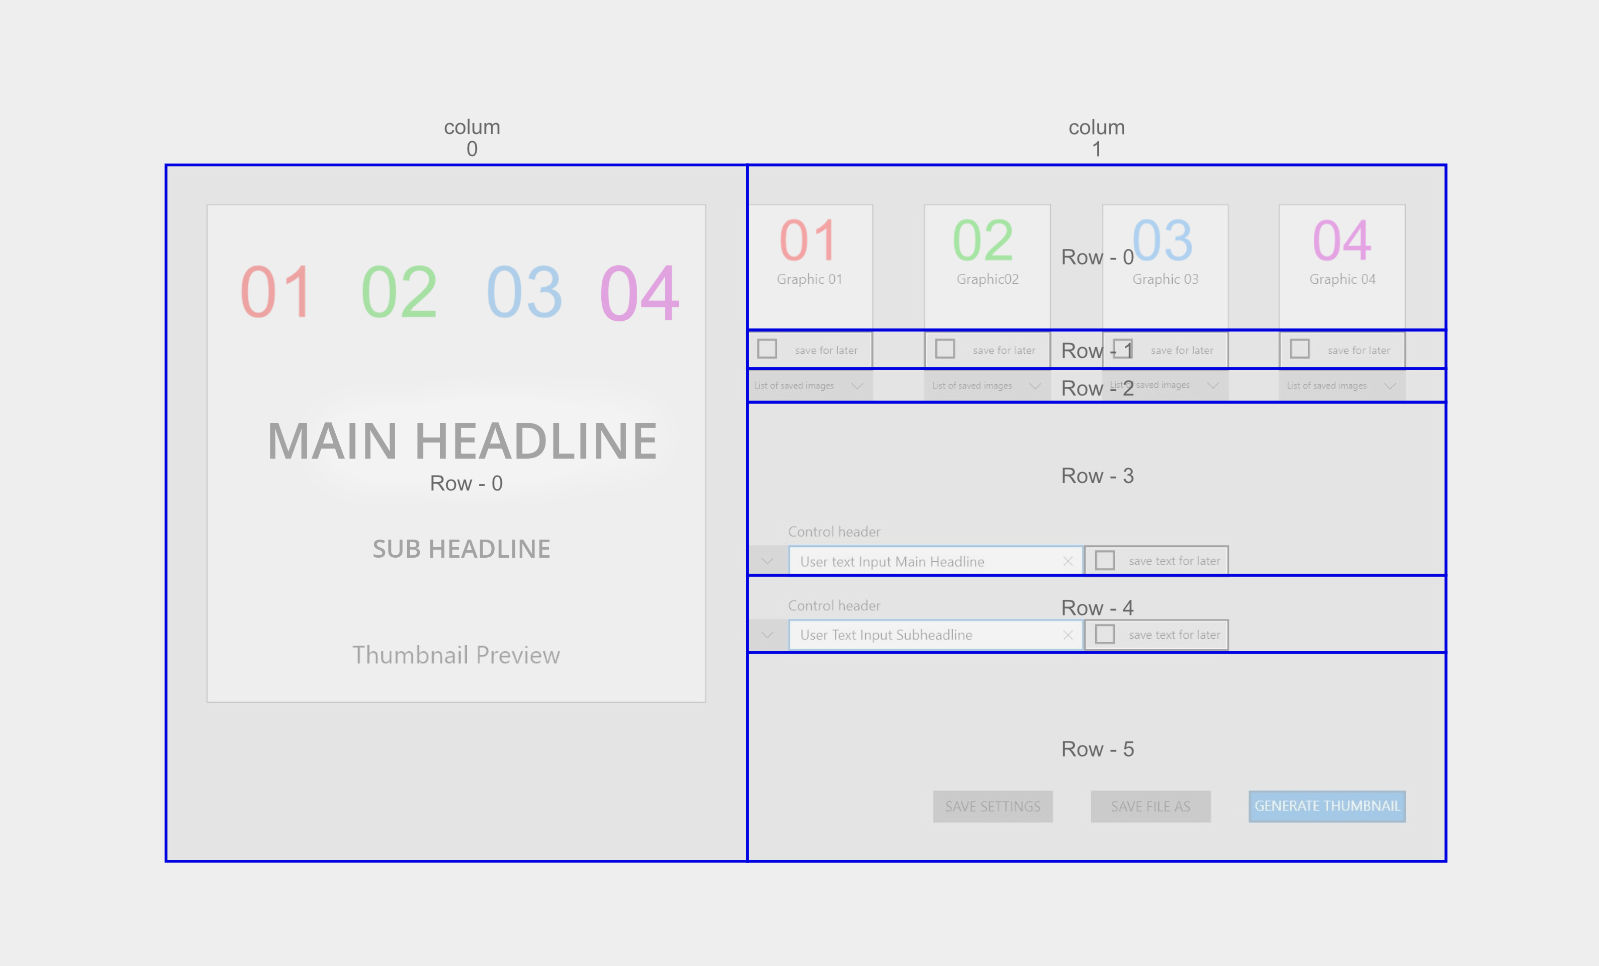 colum
0
colum
1
01 02 03 04
MAIN HEADLINE
Row - 0
SUB HEADLINE
Thumbnail Preview
01 02 03 04
Row - 0
Graphic 01 Graphic02 Graphic 03 Graphic 04
save for later save for later Row - 1 save for later save for later
List of saved images List of saved images List of saved images List of saved images
Row - 2
Row - 3
Control header
User text Input Main Headline save text for later
Control header
Row - 4
User Text Input Subheadline save text for later
Row - 5
SAVE SETTINGS SAVE FILE AS GENERATE THUMBNAIL